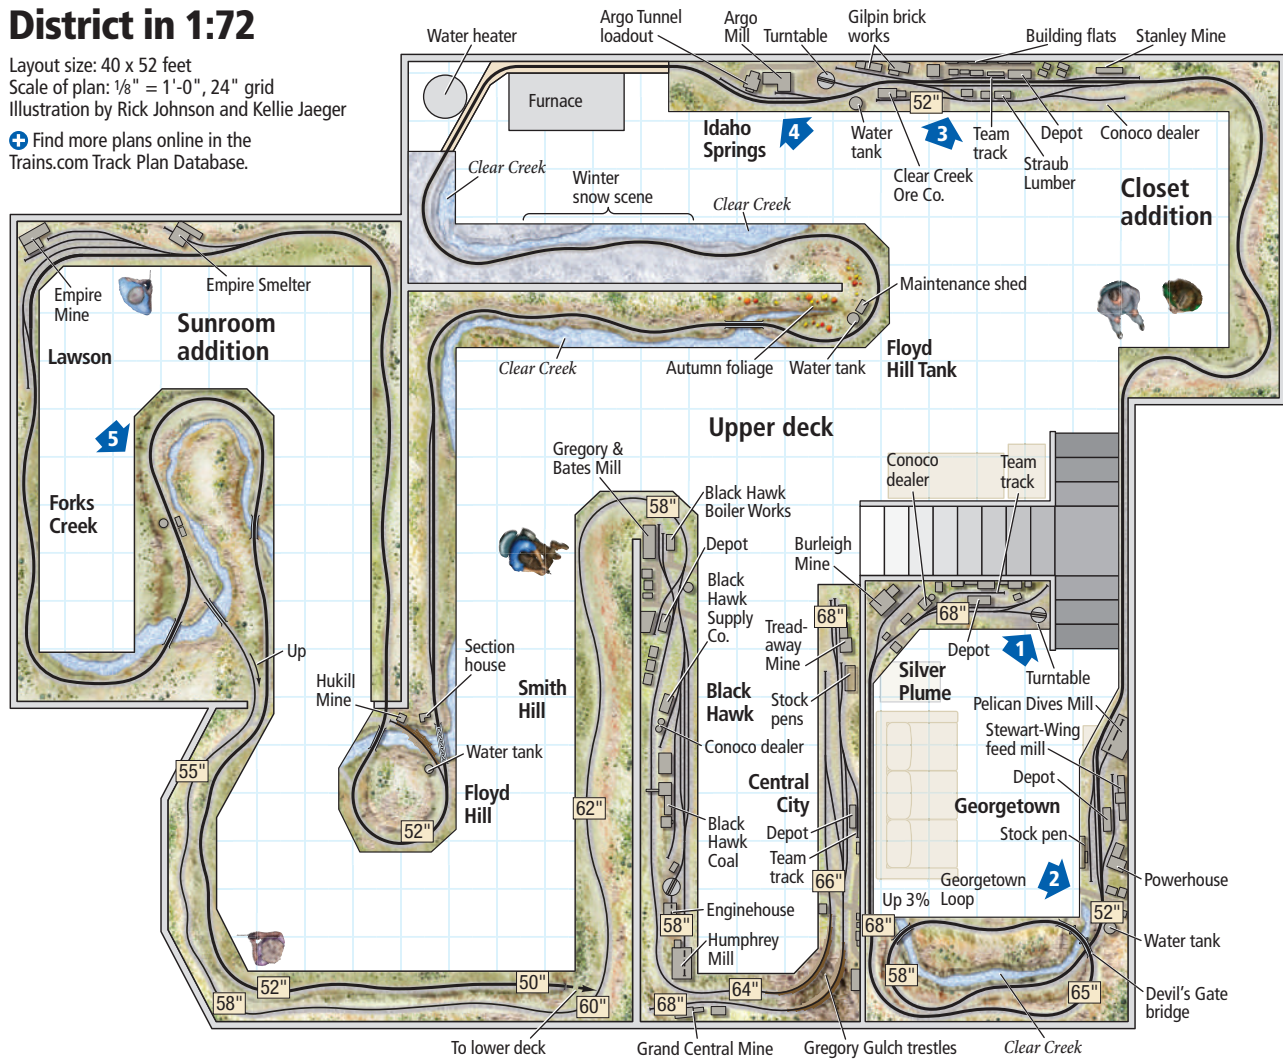 District in 1:72
Layout size: 40 x 52 feet
Scale of plan: 1/8" = 1'-0", 24" grid
Illustration by Rick Johnson and Kellie Jaeger
Find more plans online in the
Trains.com Track Plan Database.
Water heater
Furnace
Argo Tunnel
loadout
Argo
Mill
Turntable
Gilpin brick
works
Building flats
Stanley Mine
52"
Idaho
Springs
4
Water
tank
3
Team
track
Depot
Conoco dealer
Clear Creek
Ore Co.
Straub
Lumber
Closet
addition
Clear Creek
Winter
snow scene
Clear Creek
Maintenance shed
Empire
Mine
Empire Smelter
Sunroom
addition
Lawson
Clear Creek
Autumn foliage
Water tank
Floyd
Hill Tank
5
Forks
Creek
Upper deck
Gregory &
Bates Mill
58"
Black Hawk
Boiler Works
Depot
Black
Hawk
Supply
Co.
Conoco
dealer
Team
track
Burleigh
Mine
68"
68"
Depot
1
Turntable
Tread-
away
Mine
Stock
pens
Silver
Plume
Up
Section
house
Hukill
Mine
Smith
Hill
Black
Hawk
Water tank
Conoco dealer
Floyd
Hill
52"
55"
62"
Central
City
Black
Hawk
Coal
Depot
Team
track
66"
Pelican Dives Mill
Stewart-Wing
feed mill
Depot
Georgetown
Stock pen
2
Powerhouse
Georgetown
Loop
Up 3%
52"
68"
Water tank
Enginehouse
58"
Humphrey
Mill
58"
65"
Devil's Gate
bridge
50"
52"
58"
60"
64"
68"
To lower deck
Grand Central Mine
Gregory Gulch trestles
Clear Creek